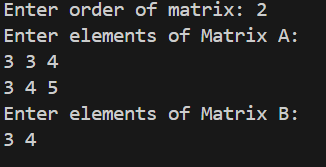 Enter order of matrix: 2
Enter elements of Matrix A:
3 3 4
3 4 5
Enter elements of Matrix B:
3 4